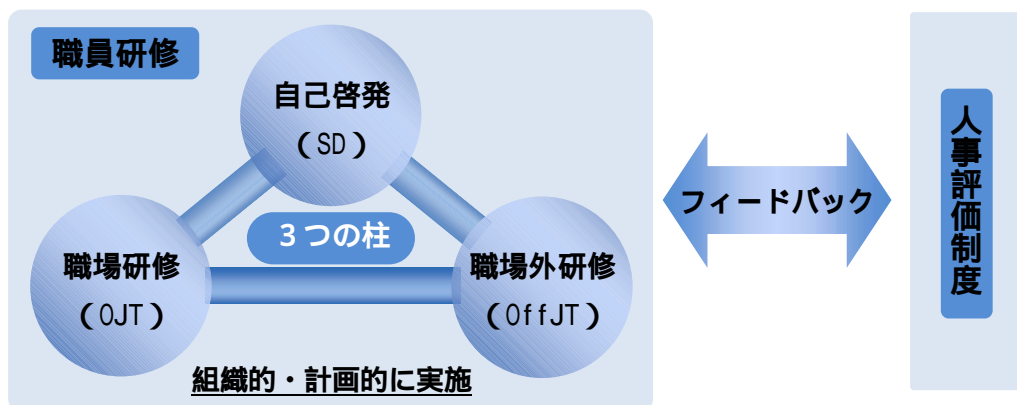 職員研修
自己啓発
（SD）
3つの柱
職場研修
（OJT）
職場外研修
（OffJT）
組織的・計画的に実施
フィードバック
人事評価制度